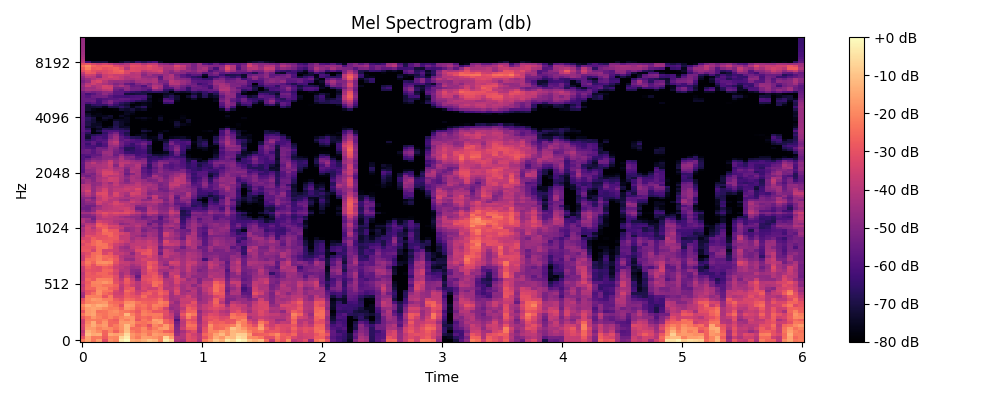 Mel Spectrogram (db)
Hz
8192
4096
2048
1024
512
0
0 1 2 3 4 5 6
Time
+0 dB
-10 dB
-20 dB
-30 dB
-40 dB
-50 dB
-60 dB
-70 dB
-80 dB